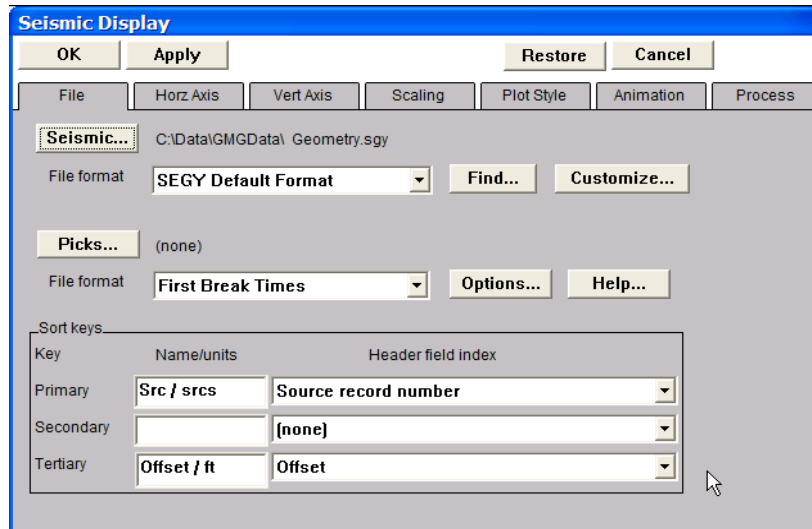 Seismic Display
OK Apply Restore Cancel
File Horz Axis Vert Axis Scaling Plot Style Animation Process
Seismic... C:\Data\GMGData\ Geometry.sgy
File format SEGY Default Format Find... Customize...
Picks... (none)
File format First Break Times Options... Help...
Sort keys
Key Name/units Header field index
Primary Src / srcs Source record number
Secondary (none)
Tertiary Offset / ft Offset